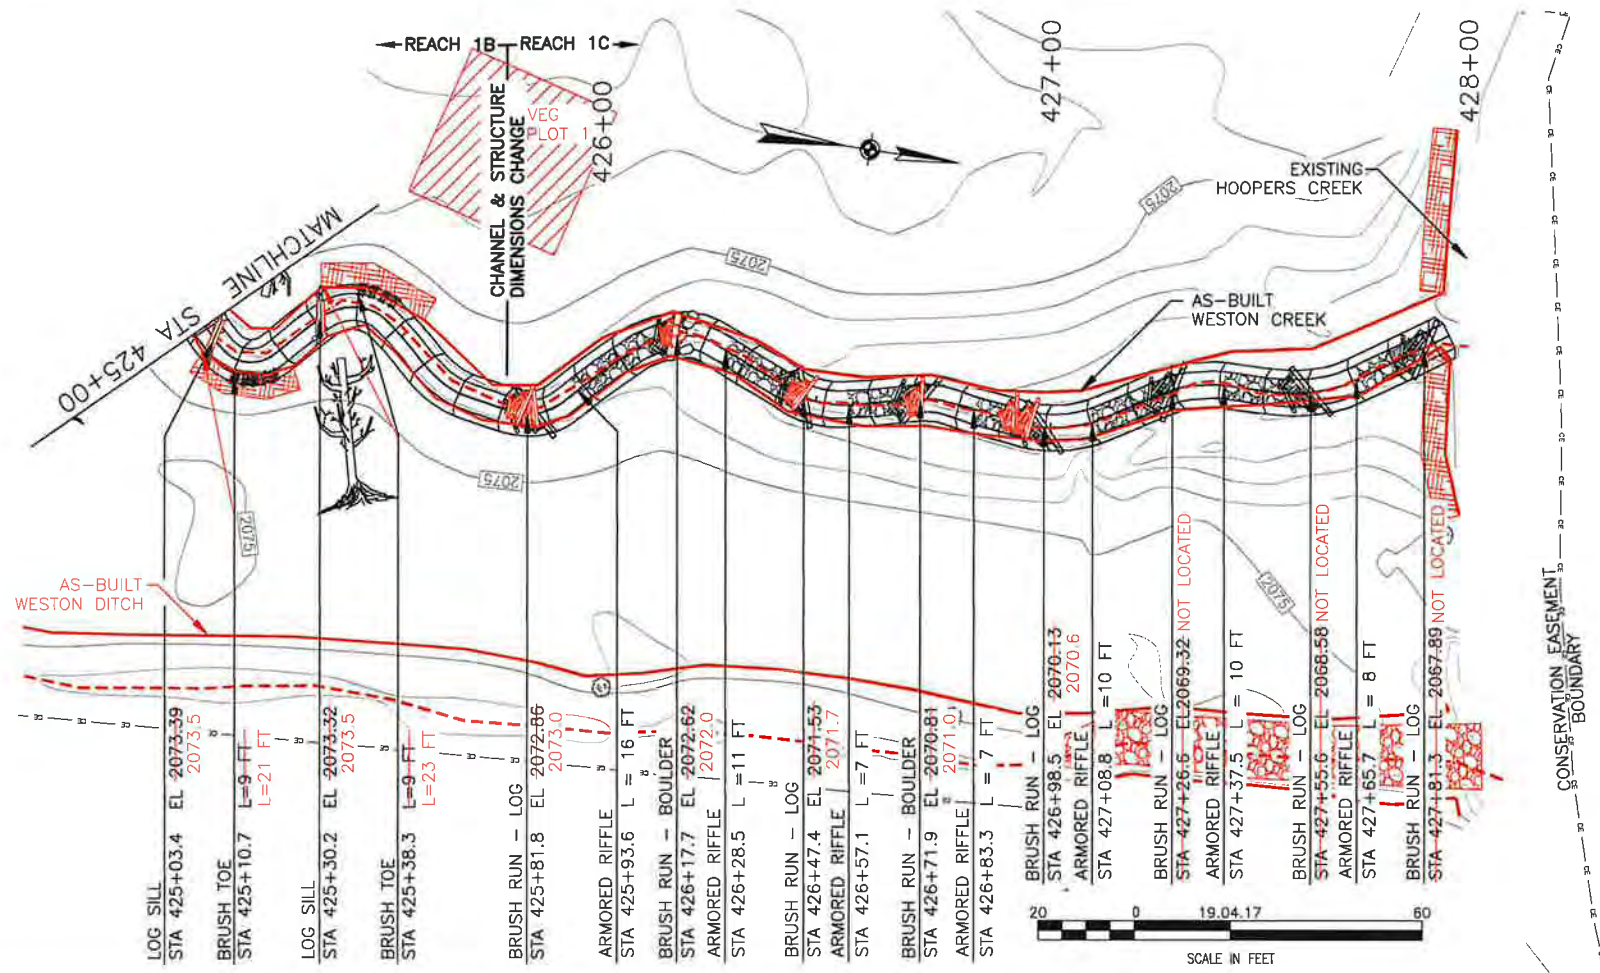 REACH 1B
REACH 1C
CHANNEL & STRUCTURE
DIMENSIONS CHANGE
VEG
PLOT 1
426+00
427+00
428+00
EXISTING
HOOPERS CREEK
2075
2075
AS-BUILT
WESTON CREEK
MATCHLINE
STA 425+00
2075
2075
2075
AS-BUILT
WESTON DITCH
CONSERVATION EASEMENT
BOUNDARY
LOG SILL
STA 425+03.4 EL 2073.39
2073.5
BRUSH TOE
STA 425+10.7 L=9 FT
L=21 FT
LOG SILL
STA 425+30.2 EL 2073.32
2073.5
BRUSH TOE
STA 425+38.3 L=9 FT
L=23 FT
BRUSH RUN - LOG
STA 425+81.8 EL 2072.86
2073.0
ARMORED RIFFLE
STA 425+93.6 L = 16 FT
BRUSH RUN - BOULDER
STA 426+17.7 EL 2072.62
2072.0
ARMORED RIFFLE
STA 426+28.5 L =11 FT
BRUSH RUN - LOG
STA 426+47.4 EL 2071.53
2071.7
ARMORED RIFFLE
STA 426+57.1 L =7 FT
BRUSH RUN - BOULDER
STA 426+71.9 EL 2070.81
2071.0
ARMORED RIFFLE
STA 426+83.3 L = 7 FT
BRUSH RUN - LOG
STA 426+98.5 EL 2070.13
2070.6
ARMORED RIFFLE
STA 427+08.8 L =10 FT
BRUSH RUN - LOG
STA 427+26.6 EL 2069.32 NOT LOCATED
ARMORED RIFFLE
STA 427+37.5 L = 10 FT
BRUSH RUN - LOG
STA 427+55.6 EL 2068.58 NOT LOCATED
ARMORED RIFFLE
STA 427+65.7 L = 8 FT
BRUSH RUN - LOG
STA 427+81.3 EL 2067.89 NOT LOCATED
20 0 19.04.17 60
SCALE IN FEET